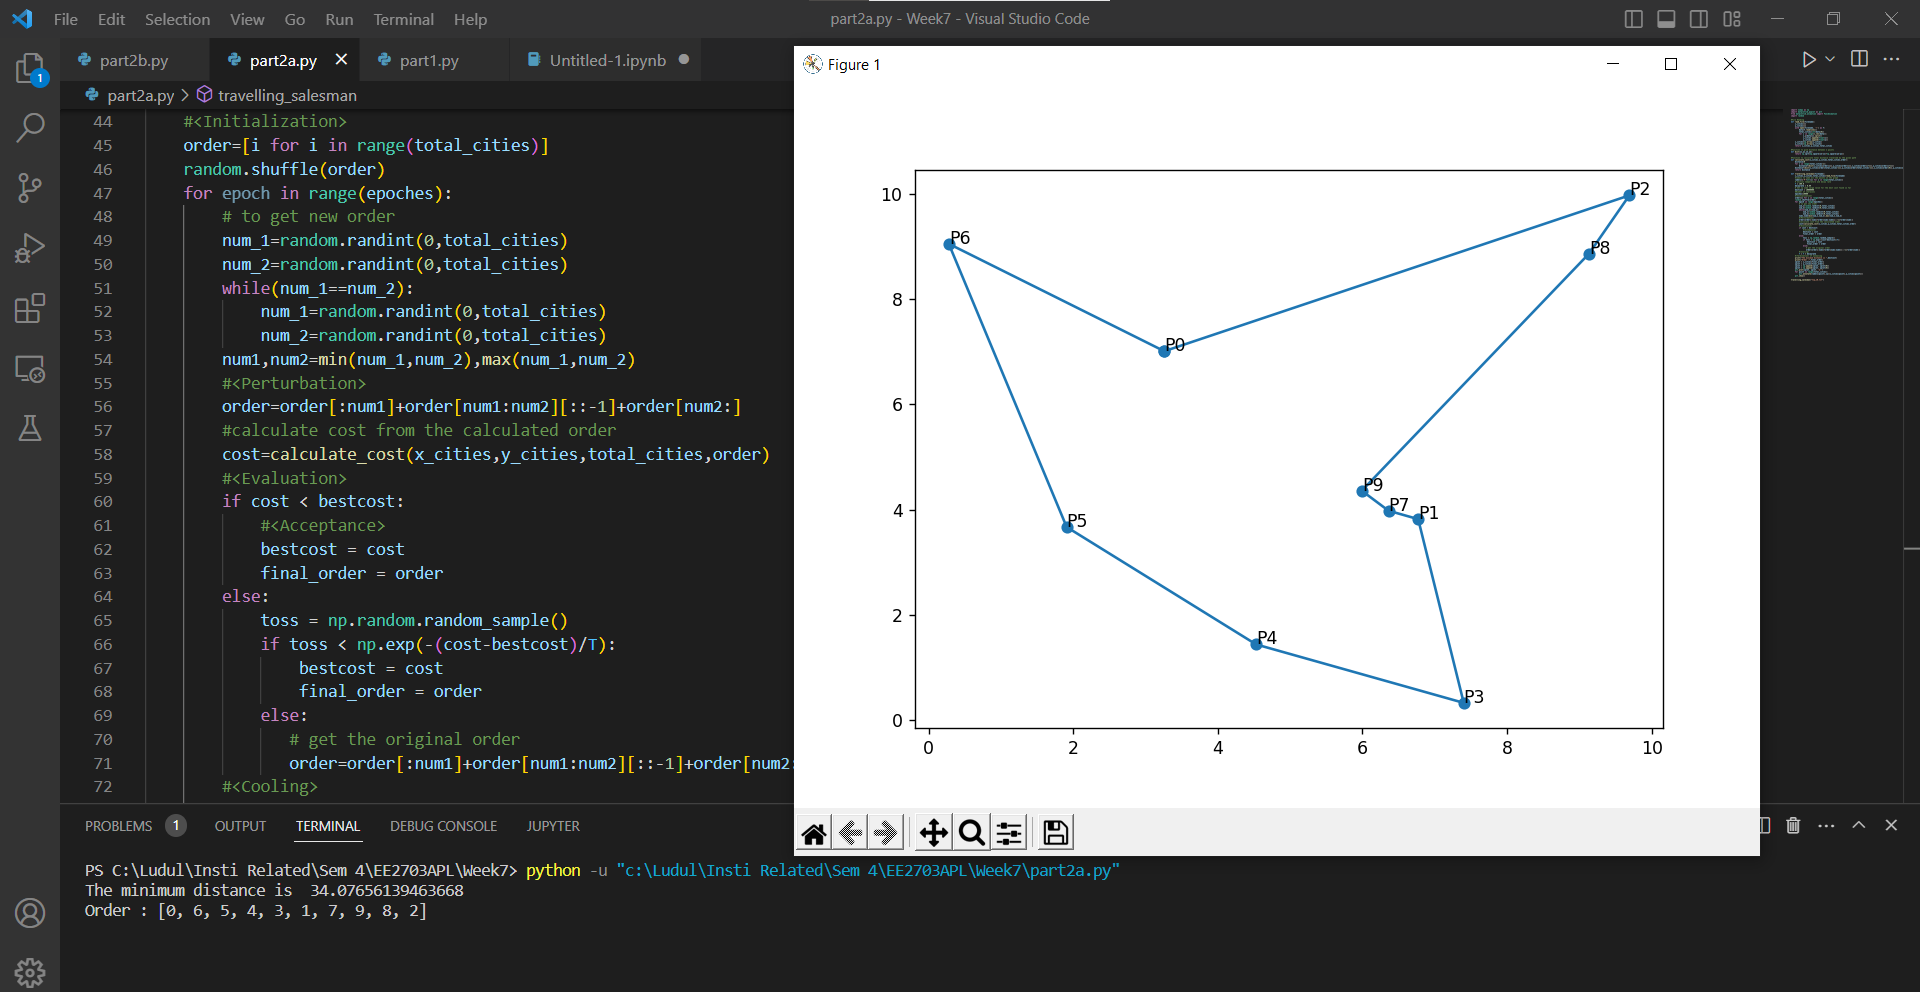 File Edit Selection View Go Run Terminal Help
part2a.py - Week7 - Visual Studio Code
part2b.py
part2a.py
part1.py
Untitled-1.ipynb
1
part2a.py > travelling_salesman
44 #<Initialization>
45 order=[i for i in range(total_cities)]
46 random.shuffle(order)
47 for epoch in range(epoches):
48 # to get new order
49 num_1=random.randint(0,total_cities)
50 num_2=random.randint(0,total_cities)
51 while(num_1==num_2):
52 num_1=random.randint(0,total_cities)
53 num_2=random.randint(0,total_cities)
54 num1,num2=min(num_1,num_2),max(num_1,num_2)
55 #<Perturbation>
56 order=order[:num1]+order[num1:num2][::-1]+order[num2:]
57 #calculate cost from the calculated order
58 cost=calculate_cost(x_cities,y_cities,total_cities,order)
59 #<Evaluation>
60 if cost < bestcost:
61 #<Acceptance>
62 bestcost = cost
63 final_order = order
64 else:
65 toss = np.random.random_sample()
66 if toss < np.exp(-(cost-bestcost)/T):
67 bestcost = cost
68 final_order = order
69 else:
70 # get the original order
71 order=order[:num1]+order[num1:num2][::-1]+order[num2:
72 #<Cooling>
Figure 1
10
8
6
4
2
0
0 2 4 6 8 10
P2
P6
P8
P0
P9
P7
P1
P5
P4
P3
PROBLEMS 1 OUTPUT TERMINAL DEBUG CONSOLE JUPYTER
PS C:\Ludul\Insti Related\Sem 4\EE2703APL\Week7> python -u "c:\Ludul\Insti Related\Sem 4\EE2703APL\Week7\part2a.py"
The minimum distance is  34.07656139463668
Order : [0, 6, 5, 4, 3, 1, 7, 9, 8, 2]